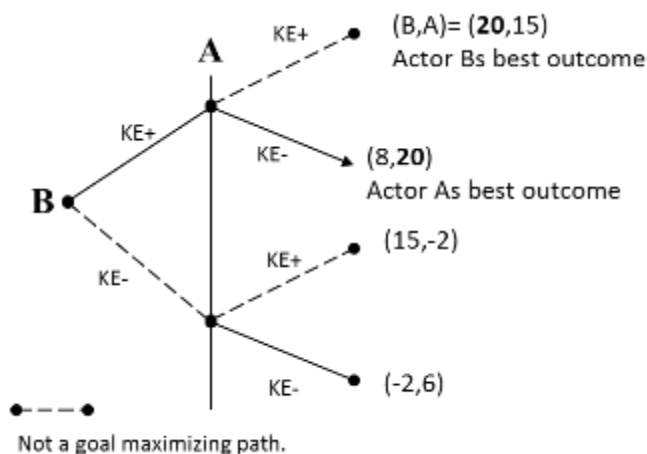 KE+
(B,A)= (20,15)
Actor Bs best outcome
A
KE+
KE-
(8,20)
Actor As best outcome
B
KE-
KE+
(15,-2)
KE-
(-2,6)
Not a goal maximizing path.